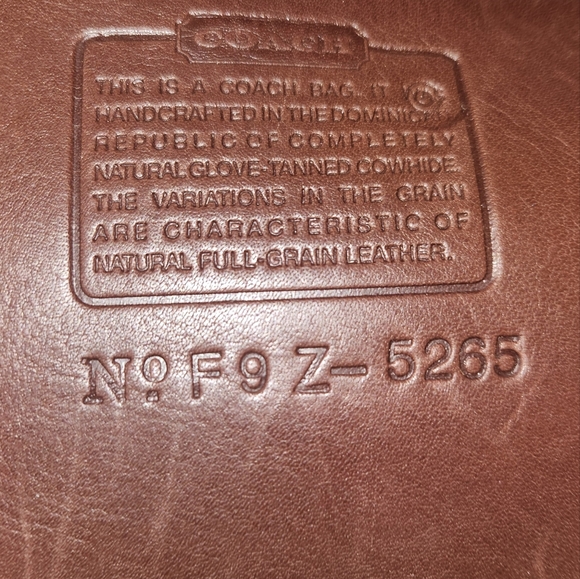 COACH
THIS IS A COACH BAG. IT
HANDCRAFTED IN THE DOMINICAN
REPUBLIC OF COMPLETELY
NATURAL GLOVE-TANNED COWHIDE.
THE VARIATIONS IN THE GRAIN
ARE CHARACTERISTIC OF
NATURAL FULL-GRAIN LEATHER.
Nº F9Z-5265